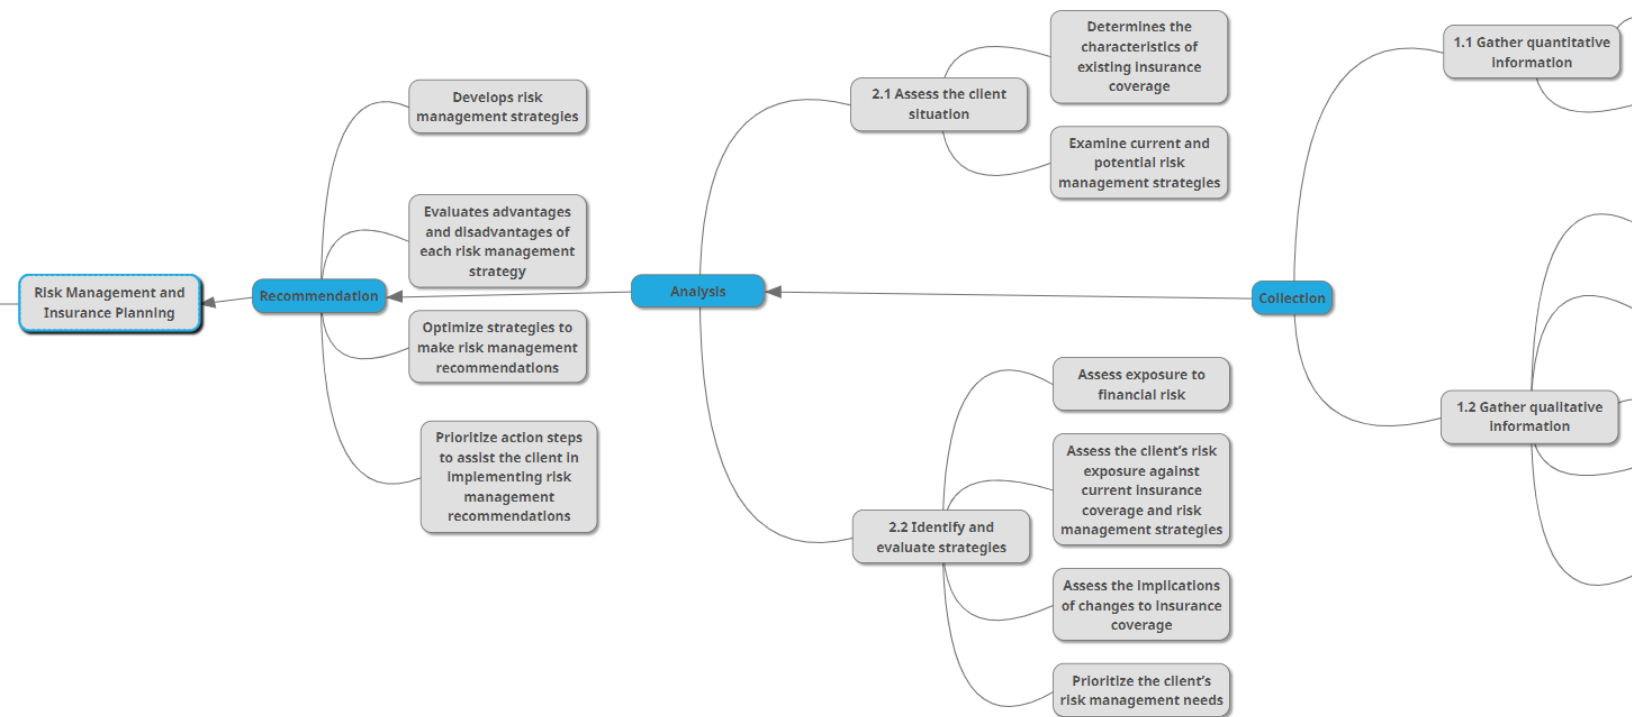 Risk Management and
Insurance Planning
Recommendation
Develops risk
management strategies
Evaluates advantages
and disadvantages of
each risk management
strategy
Optimize strategies to
make risk management
recommendations
Prioritize action steps
to assist the client in
implementing risk
management
recommendations
Analysis
2.1 Assess the client
situation
Determines the
characteristics of
existing insurance
coverage
Examine current and
potential risk
management strategies
2.2 Identify and
evaluate strategies
Assess exposure to
financial risk
Assess the client's risk
exposure against
current insurance
coverage and risk
management strategies
Assess the implications
of changes to insurance
coverage
Prioritize the client's
risk management needs
Collection
1.1 Gather quantitative
information
1.2 Gather qualitative
information